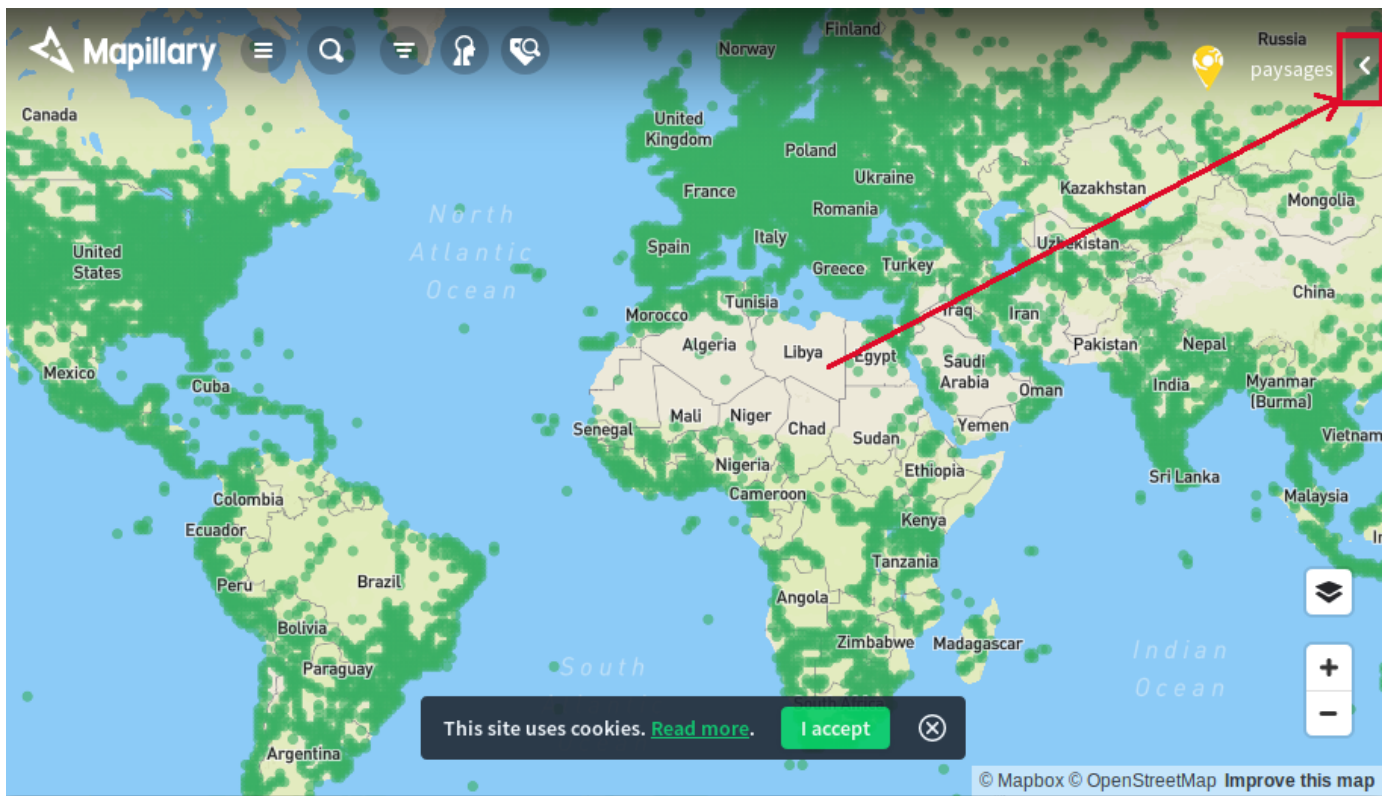 Mapillary
Finland
Norway
Russia
paysages
Canada
United
Kingdom
Poland
Ukraine
France
Kazakhstan
Mongolia
Romania
North
Atlantic
Ocean
United
States
Spain
Italy
Uzbekistan
Greece
Turkey
China
Tunisia
Morocco
Iraq
Iran
Algeria
Libya
Egypt
Pakistan
Nepal
Saudi
Arabia
Mexico
Cuba
Oman
India
Myanmar
(Burma)
Mali
Niger
Chad
Senegal
Sudan
Yemen
Vietnam
Nigeria
Ethiopia
Sri Lanka
Cameroon
Malaysia
Colombia
Ecuador
Kenya
Tanzania
Peru
Brazil
Angola
Bolivia
Zimbabwe
Madagascar
Indian
Ocean
Paraguay
South
South Africa
This site uses cookies. Read more.
I accept
Argentina
© Mapbox © OpenStreetMap Improve this map